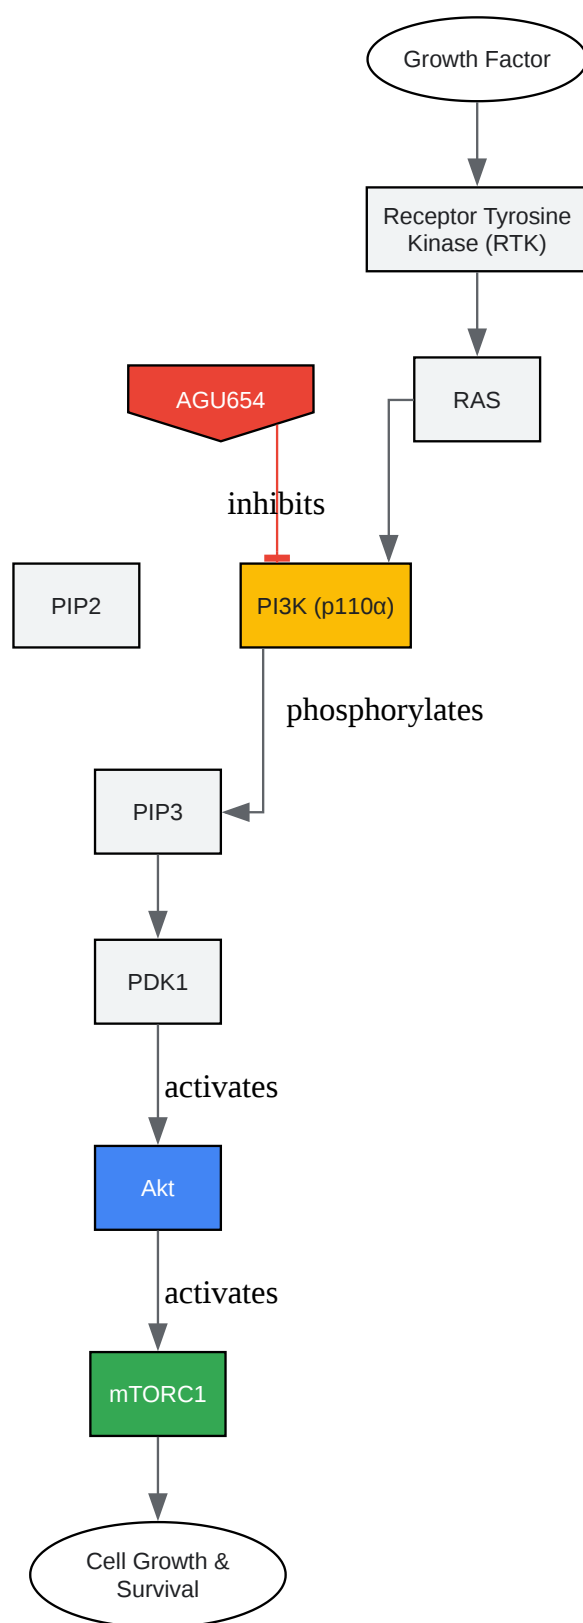 Growth Factor
Receptor Tyrosine
Kinase (RTK)
RAS
AGU654
inhibits
PIP2
PI3K (p110α)
phosphorylates
PIP3
PDK1
activates
Akt
activates
mTORC1
Cell Growth &
Survival